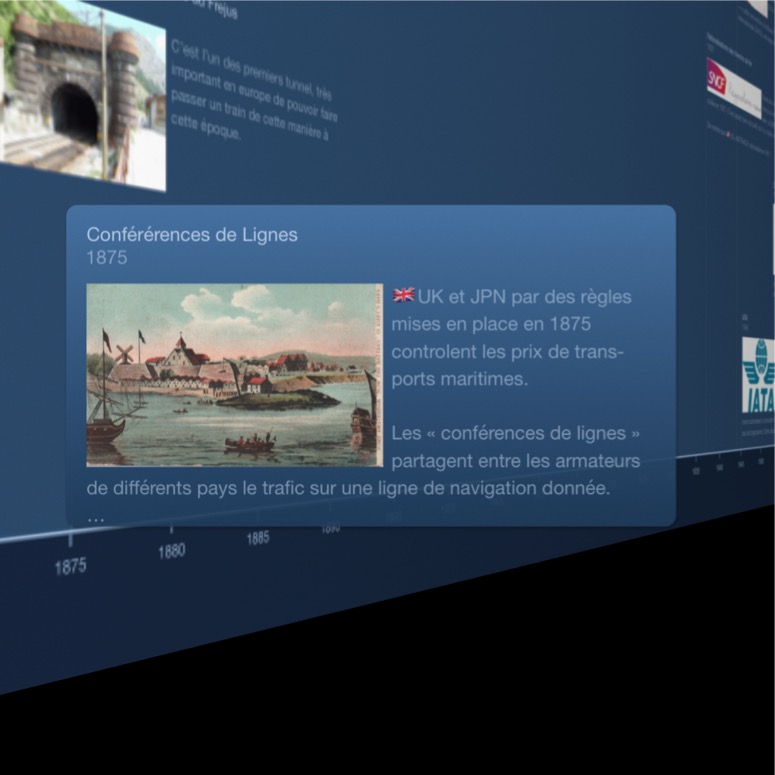 du Fréjus
C'est l'un des premiers tunnel, très
important en europe de pouvoir faire
passer un train de cette manière à
cette époque.
SNCF
Conférérences de Lignes
1875
🇬🇧UK et JPN par des règles
mises en place en 1875
controlent les prix de trans-
ports maritimes.
Les « conférences de lignes »
partagent entre les armateurs
de différents pays le trafic sur une ligne de navigation donnée.
...
IATA
1875
1880
1885
1890